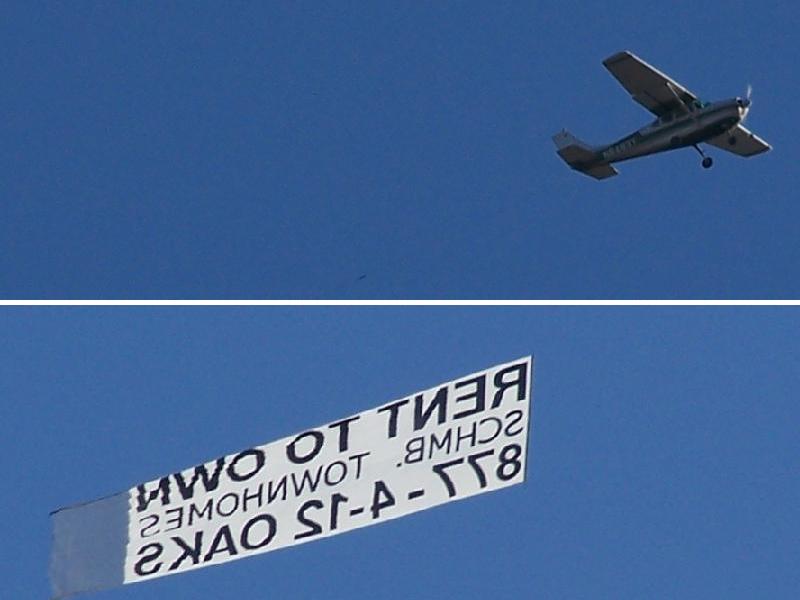 RENT TO OWN
SCHMB. TOWNHOMES
877-4-12 OAKS